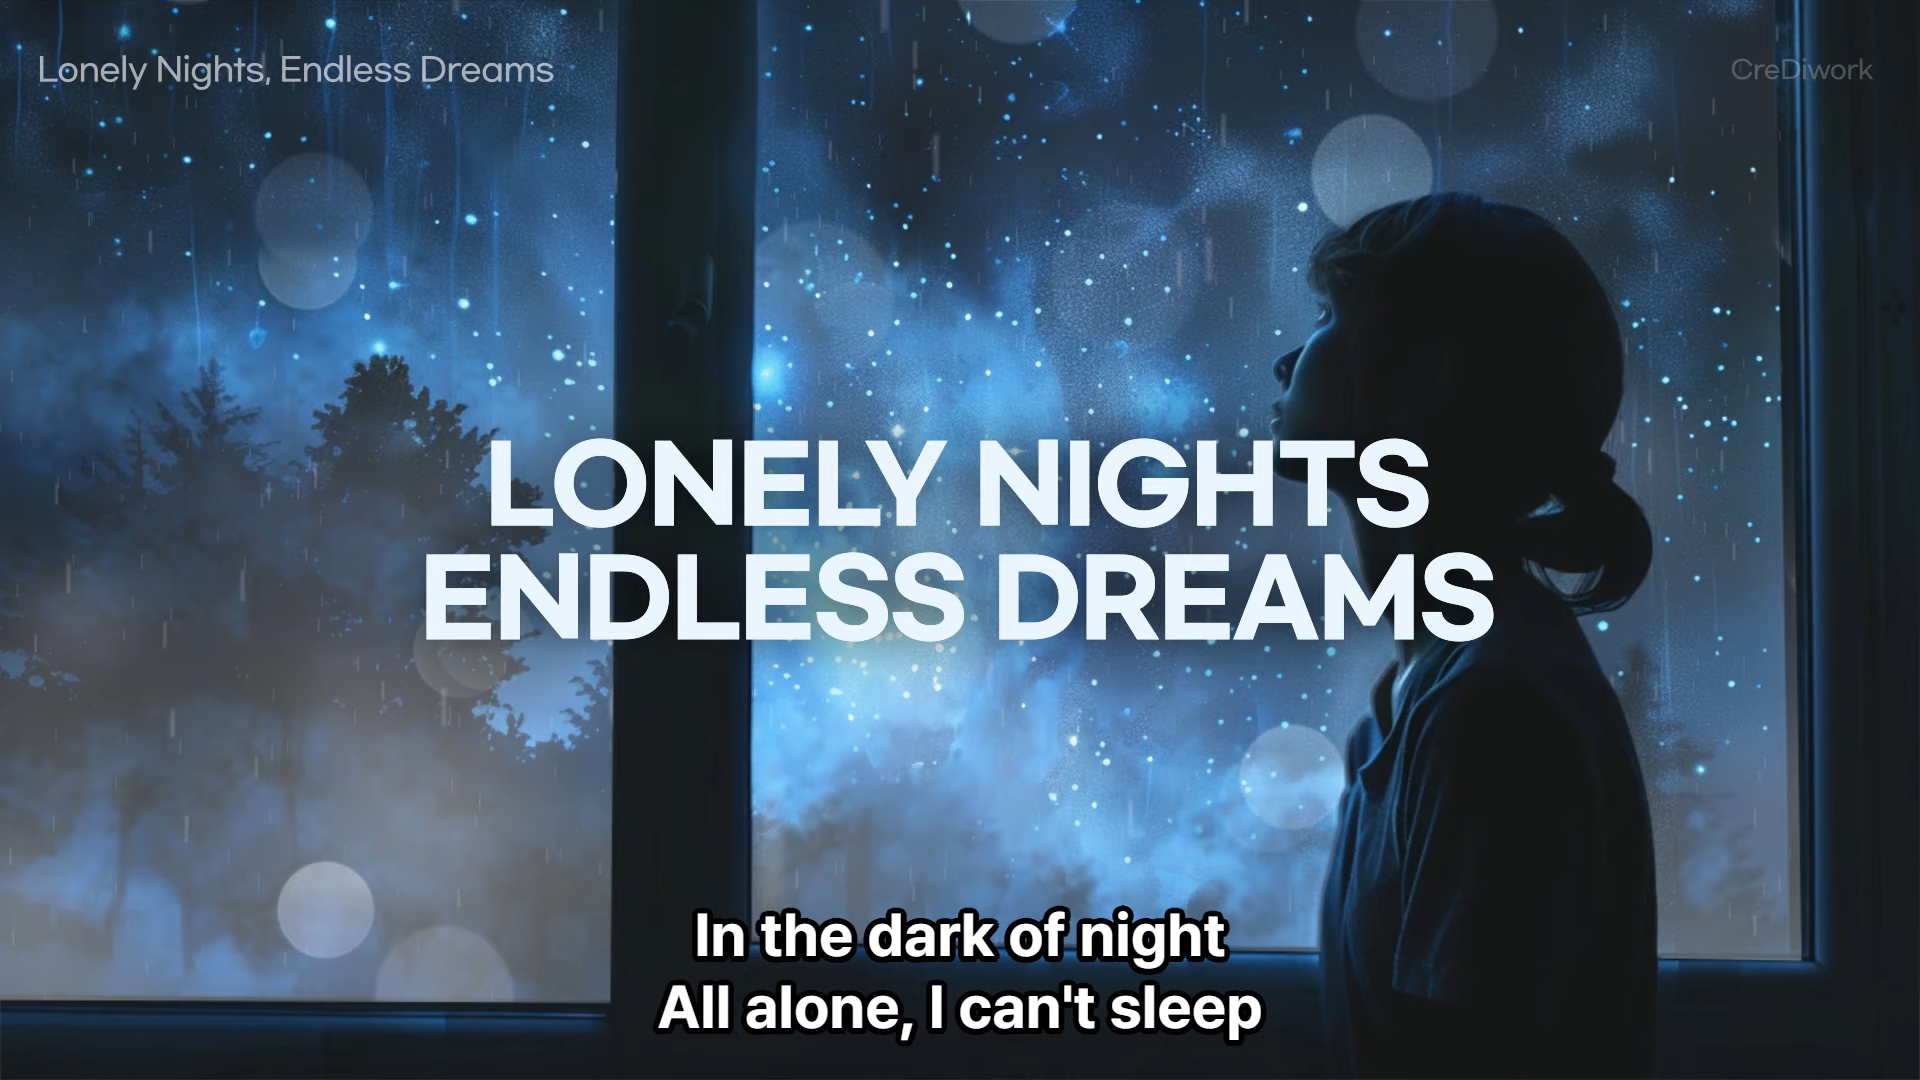 Lonely Nights, Endless Dreams
CreDiwork
LONELY NIGHTS
ENDLESS DREAMS
In the dark of night
All alone, I can't sleep